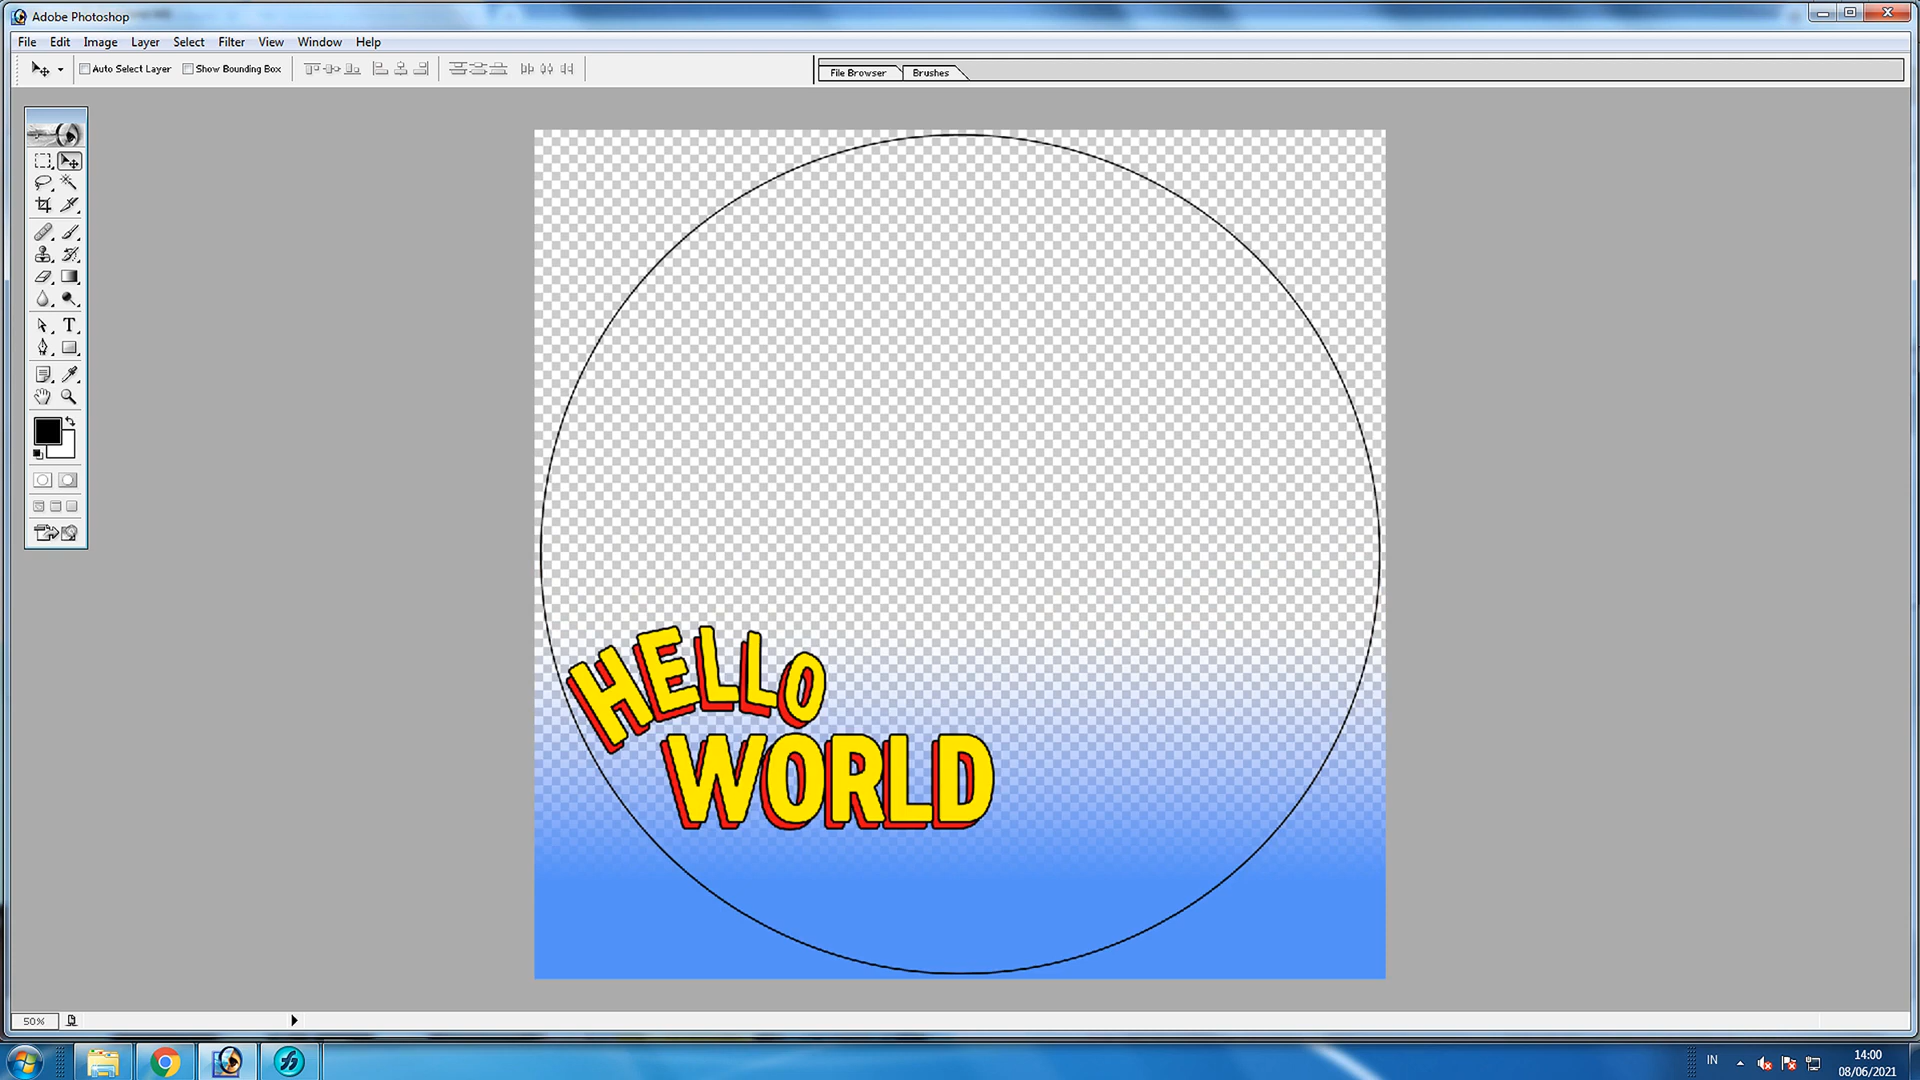 Adobe Photoshop
File Edit Image Layer Select Filter View Window Help
Auto Select Layer Show Bounding Box File Browser Brushes
T
HELLO
WORLD
50%
IN
14:00
08/06/2021